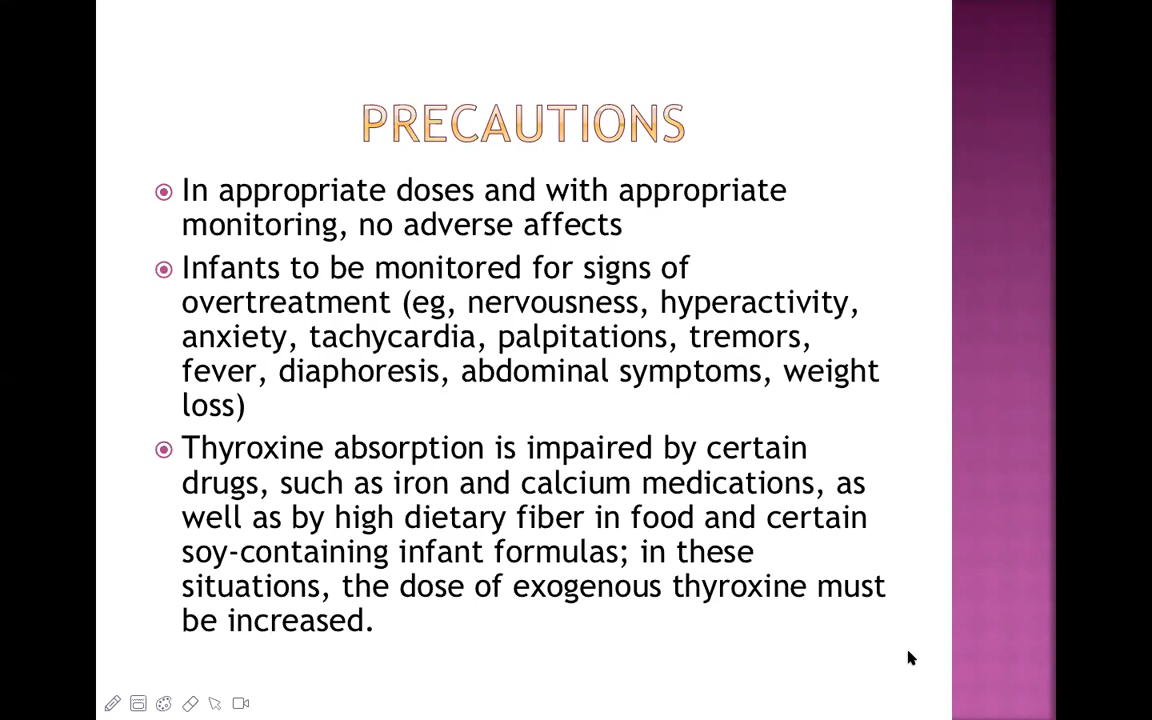 PRECAUTIONS
In appropriate doses and with appropriate
monitoring, no adverse affects
Infants to be monitored for signs of
overtreatment (eg, nervousness, hyperactivity,
anxiety, tachycardia, palpitations, tremors,
fever, diaphoresis, abdominal symptoms, weight
loss)
Thyroxine absorption is impaired by certain
drugs, such as iron and calcium medications, as
well as by high dietary fiber in food and certain
soy-containing infant formulas; in these
situations, the dose of exogenous thyroxine must
be increased.